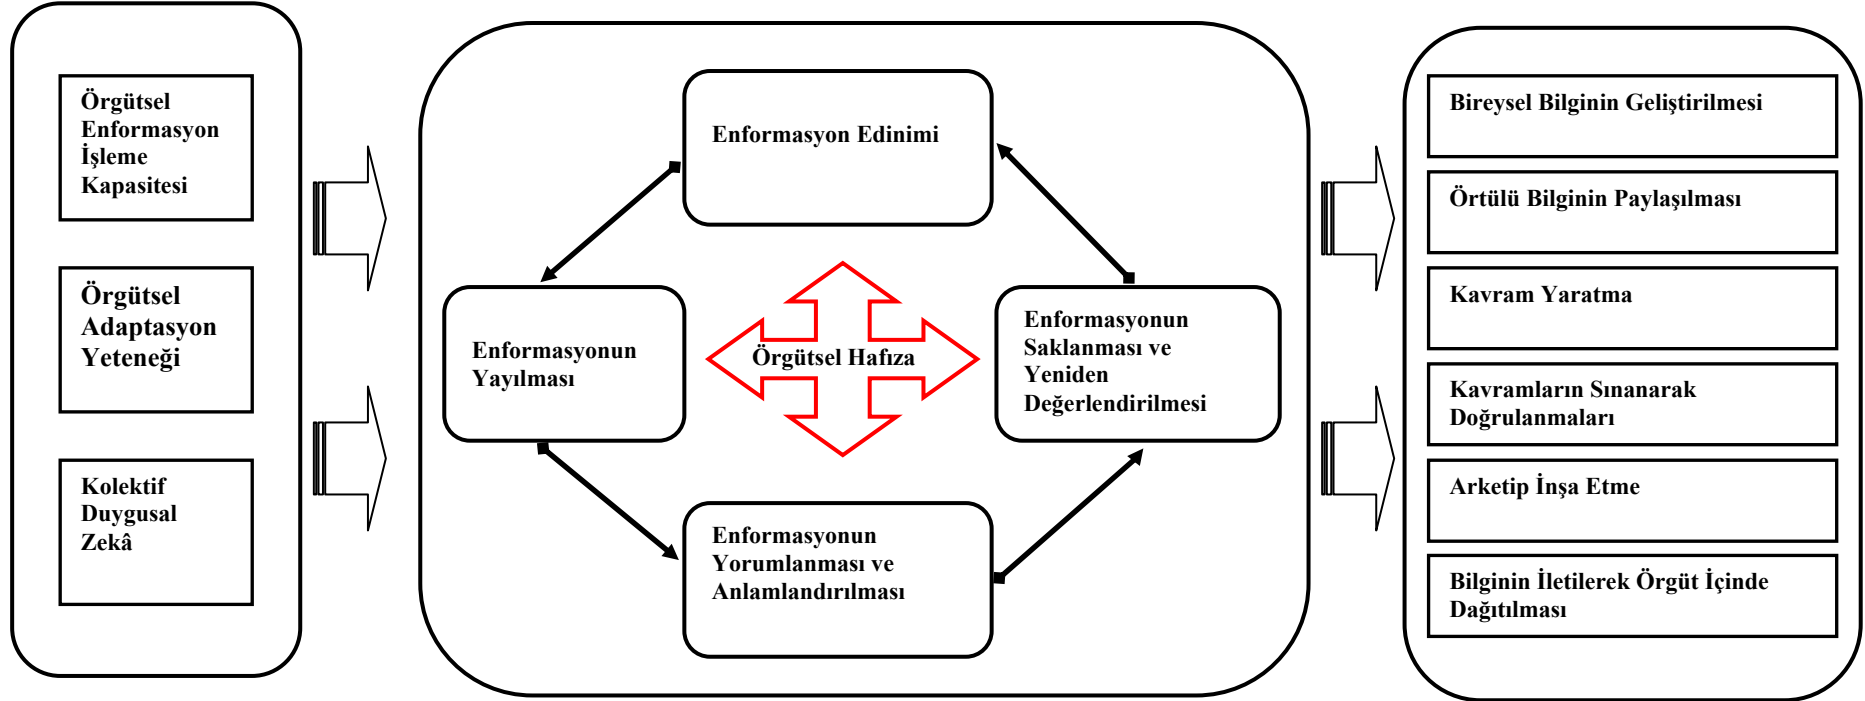 Örgütsel
Enformasyon
İşleme
Kapasitesi
Örgütsel
Adaptasyon
Yeteneği
Kolektif
Duygusal
Zekâ
Enformasyon Edinimi
Enformasyonun
Yayılması
Örgütsel Hafıza
Enformasyonun
Saklanması ve
Yeniden
Değerlendirilmesi
Enformasyonun
Yorumlanması ve
Anlamlandırılması
Bireysel Bilginin Geliştirilmesi
Örtülü Bilginin Paylaşılması
Kavram Yaratma
Kavramların Sınanarak
Doğrulanmaları
Arketip İnşa Etme
Bilginin İletilerek Örgüt İçinde
Dağıtılması